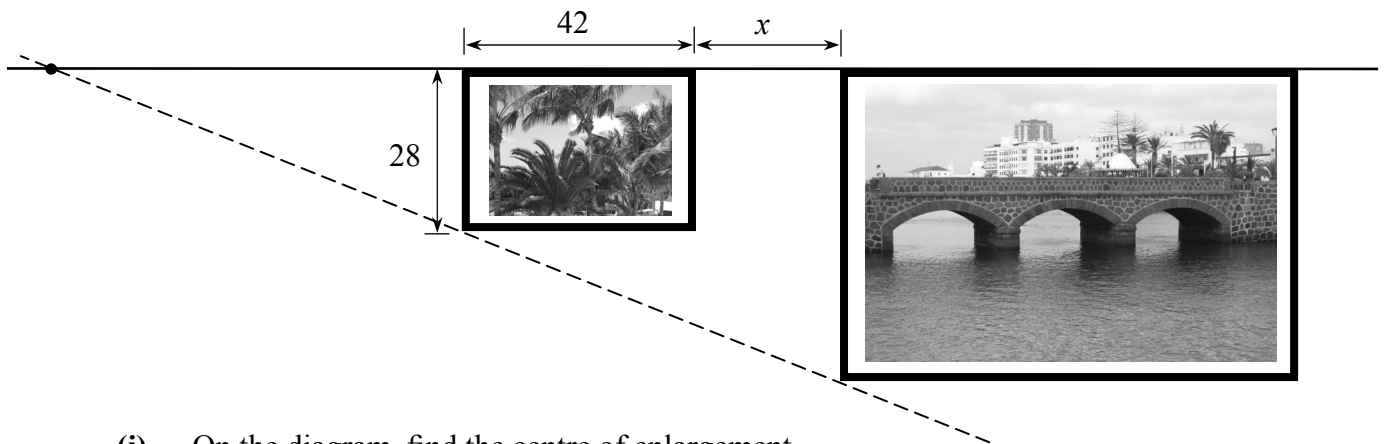 42
x
28
(i) On the diagram, find the centre of enlargement